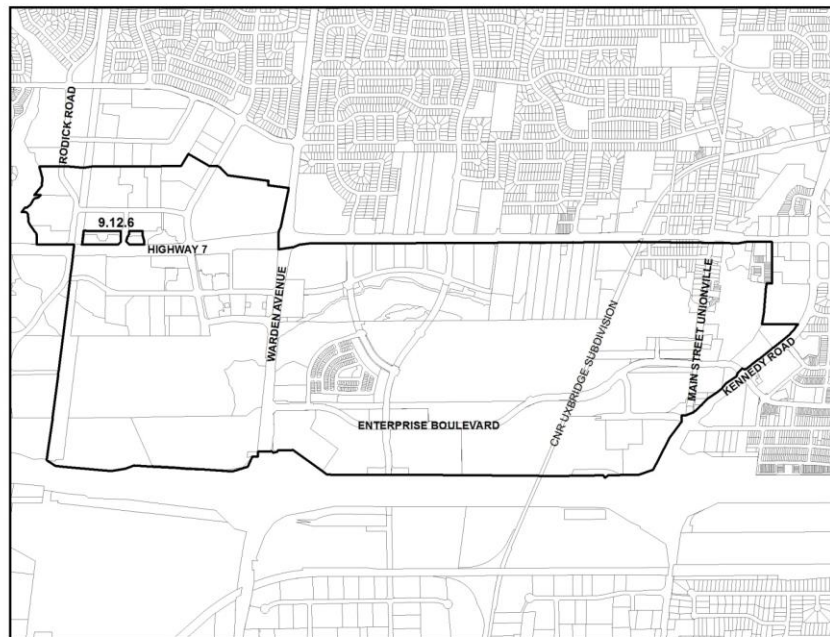 RODICK ROAD
9.12.6
HIGHWAY 7
WARDEN AVENUE
CNR UXBRIDGE SUBDIVISION
MAIN STREET UNIONVILLE
KENNEDY ROAD
ENTERPRISE BOULEVARD